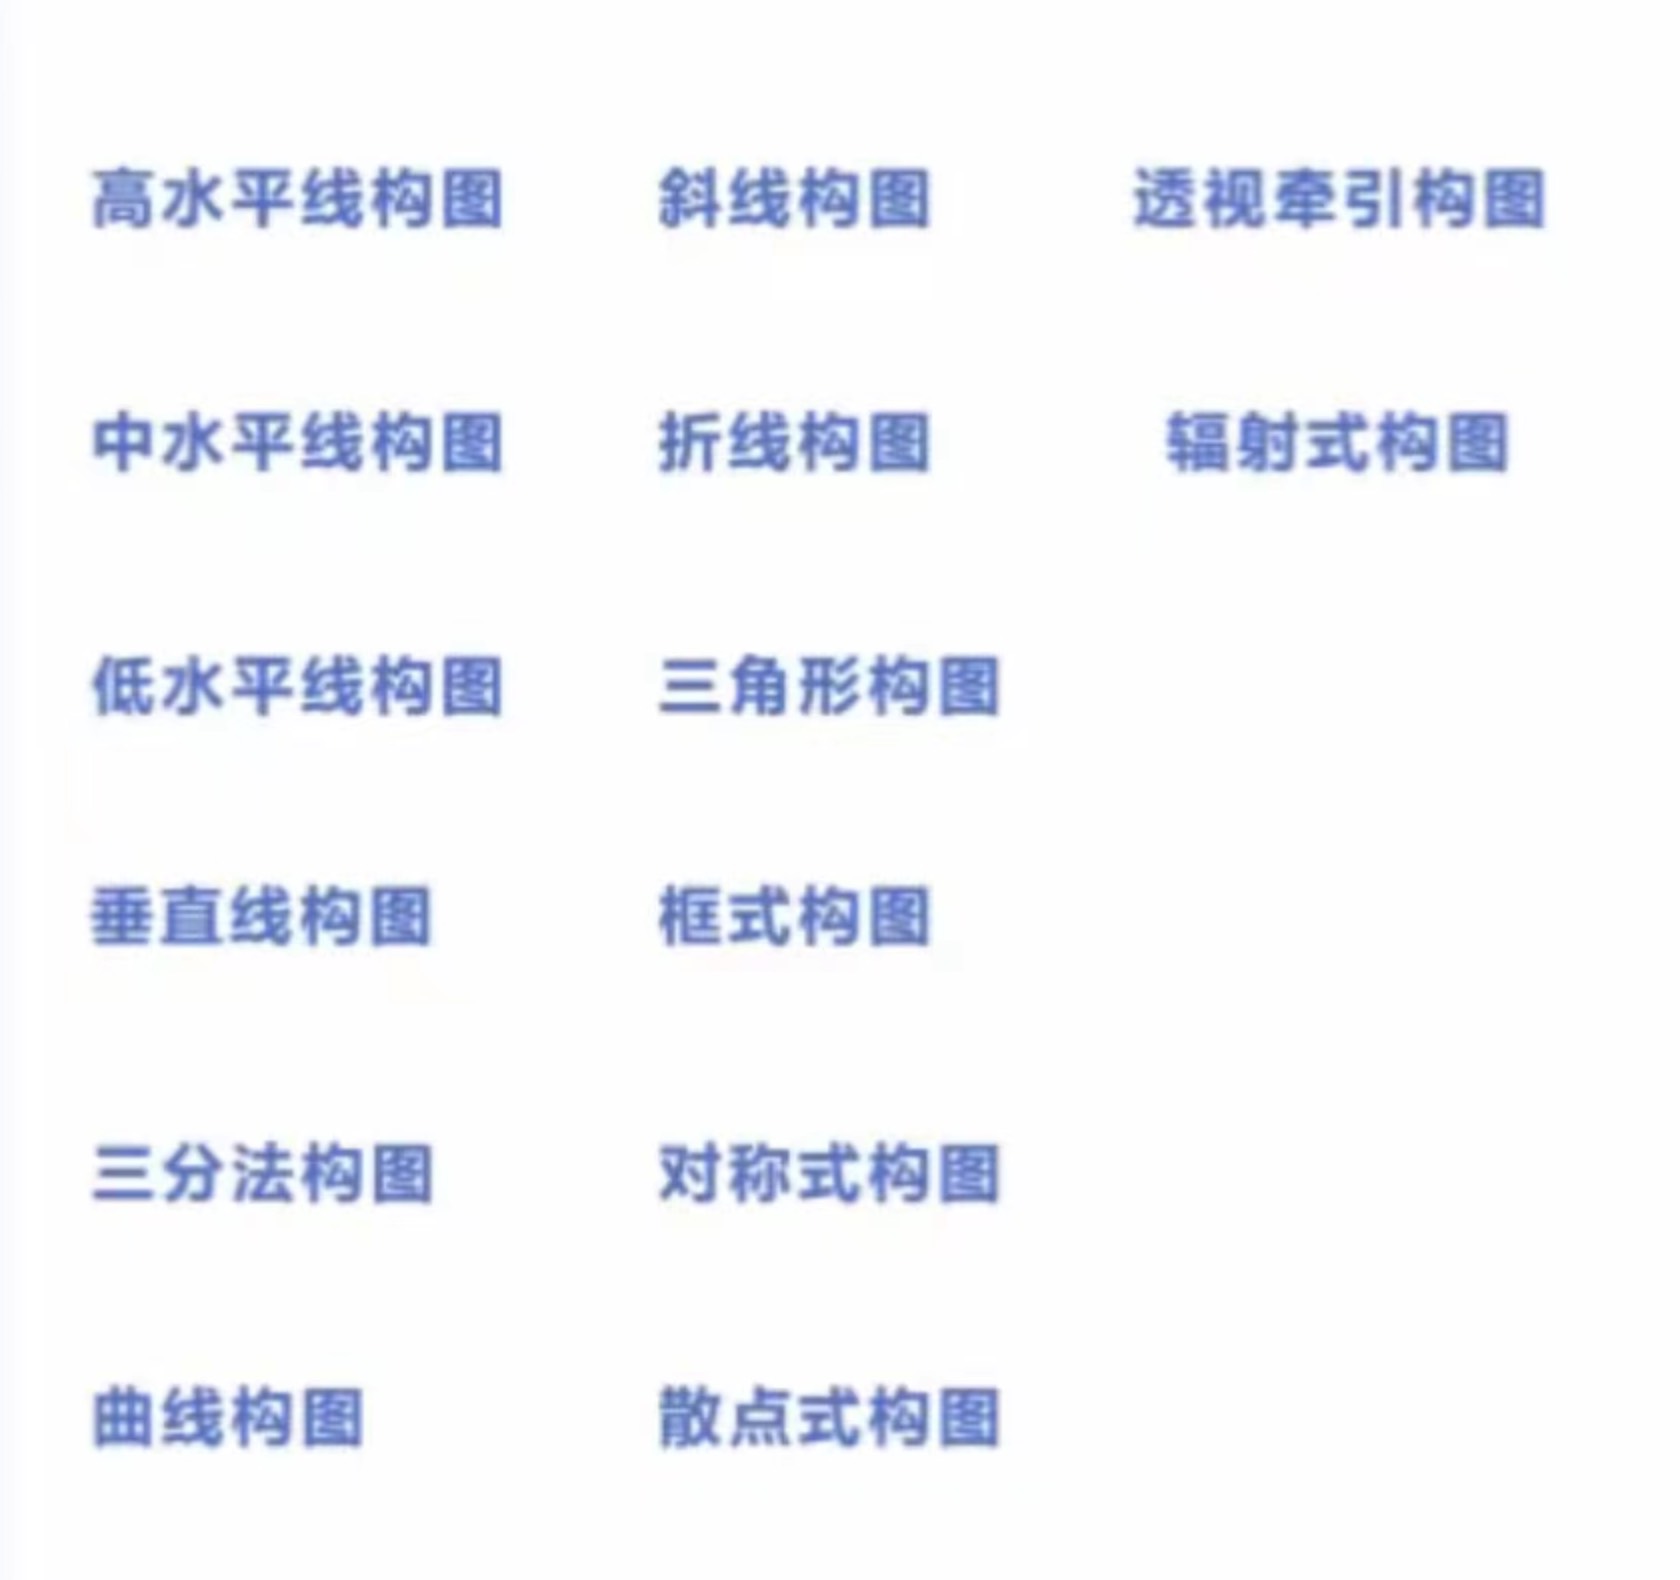 高水平线构图 斜线构图 透视牵引构图
中水平线构图 折线构图 辐射式构图
低水平线构图 三角形构图
垂直线构图 框式构图
三分法构图 对称式构图
曲线构图 散点式构图